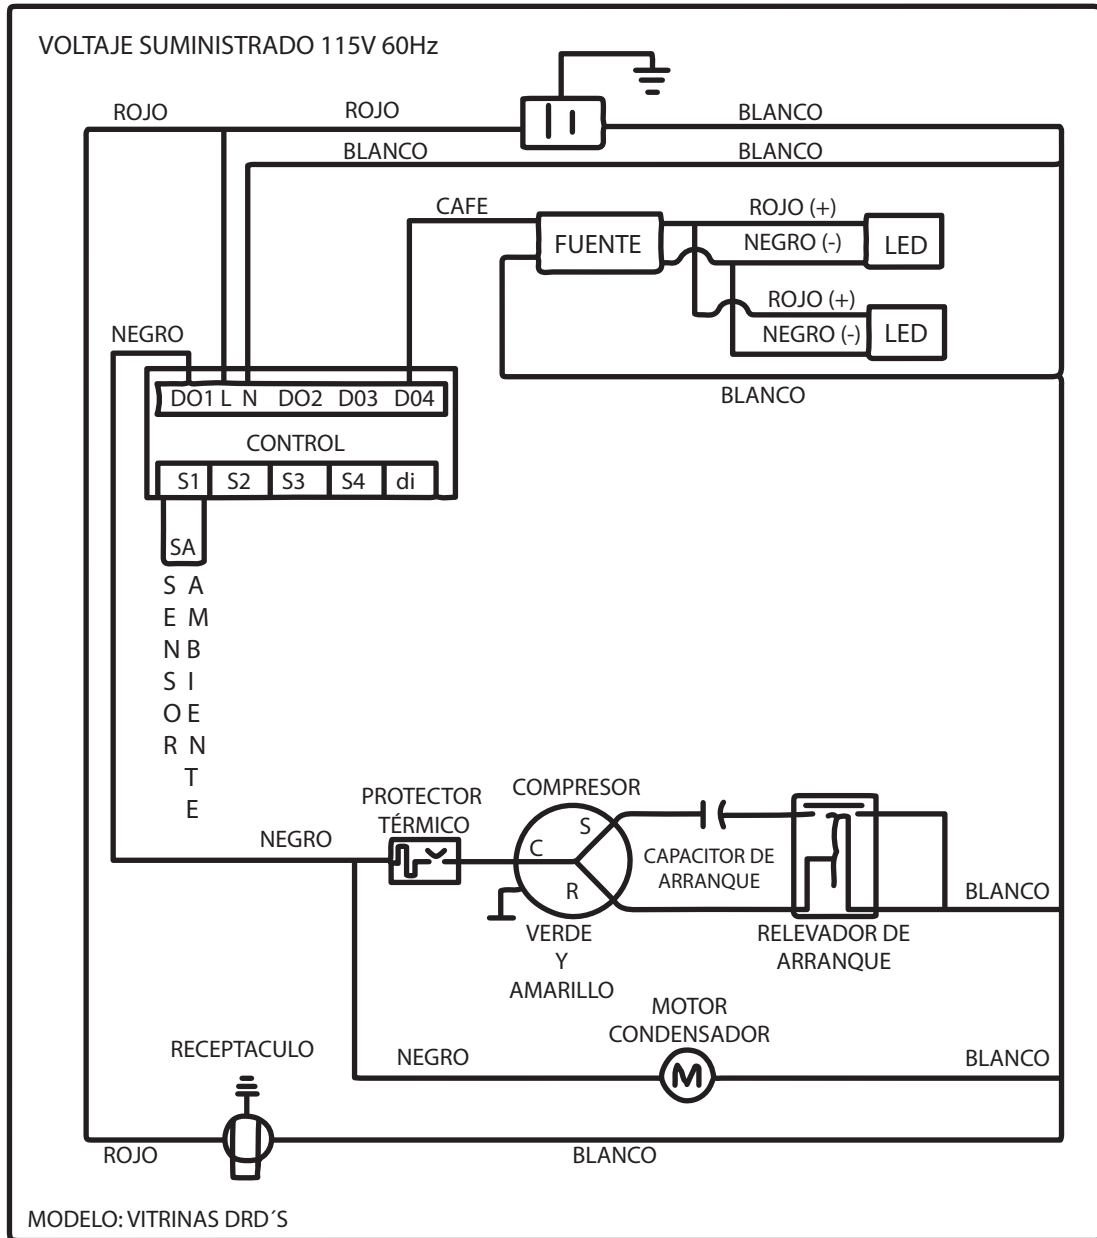 VOLTAJE SUMINISTRADO 115V 60Hz
ROJO
ROJO
BLANCO
BLANCO
BLANCO
CAFE
ROJO (+)
FUENTE
NEGRO (-)
LED
ROJO (+)
NEGRO (-)
LED
NEGRO
BLANCO
DO1 L N DO2 D03 D04
CONTROL
S1 S2 S3 S4 di
SA
SENSOR
AMBIENTE
COMPRESOR
PROTECTOR
TÉRMICO
NEGRO
S
C
R
CAPACITOR DE
ARRANQUE
BLANCO
VERDE
Y
AMARILLO
RELEVADOR DE
ARRANQUE
MOTOR
CONDENSADOR
RECEPTACULO
NEGRO
M
BLANCO
ROJO
BLANCO
MODELO: VITRINAS DRD´S